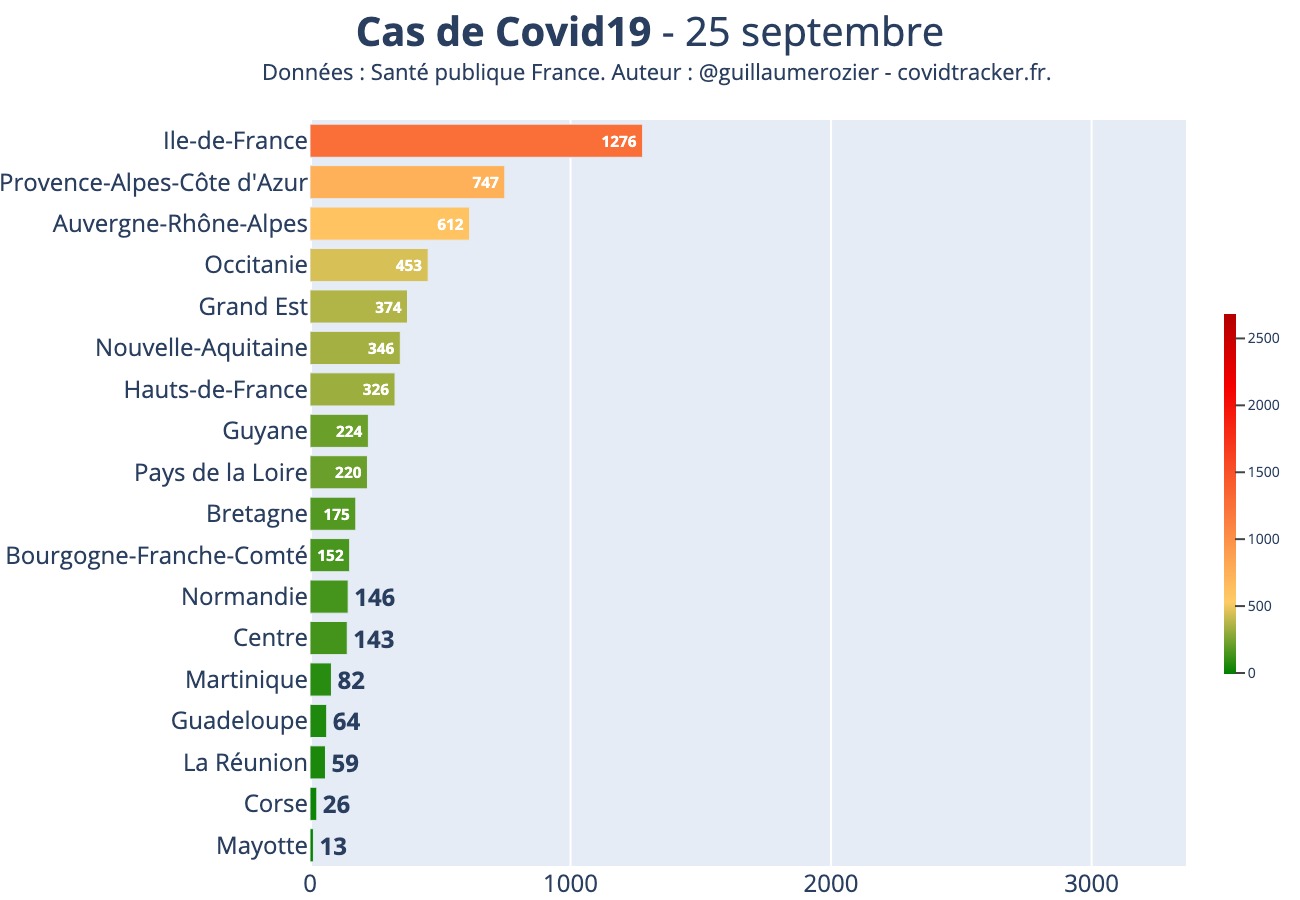 Cas de Covid19 - 25 septembre
Données : Santé publique France. Auteur : @guillaumerozier - covidtracker.fr.
Ile-de-France 1276
Provence-Alpes-Côte d'Azur 747
Auvergne-Rhône-Alpes 612
Occitanie 453
Grand Est 374
Nouvelle-Aquitaine 346
Hauts-de-France 326
Guyane 224
Pays de la Loire 220
Bretagne 175
Bourgogne-Franche-Comté 152
Normandie 146
Centre 143
Martinique 82
Guadeloupe 64
La Réunion 59
Corse 26
Mayotte 13
0 1000 2000 3000
2500
2000
1500
1000
500
0